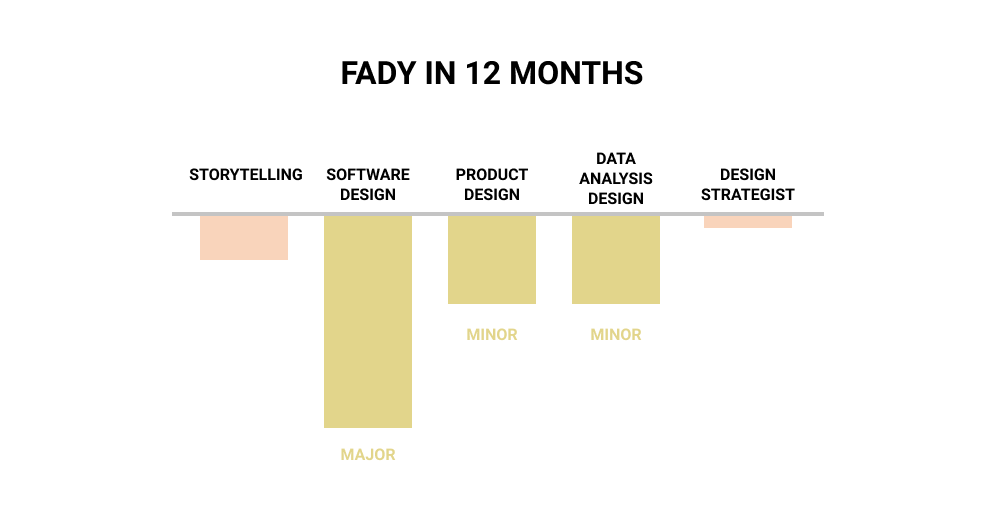 FADY IN 12 MONTHS
STORYTELLING
SOFTWARE
DESIGN
PRODUCT
DESIGN
DATA
ANALYSIS
DESIGN
DESIGN
STRATEGIST
MINOR
MINOR
MAJOR